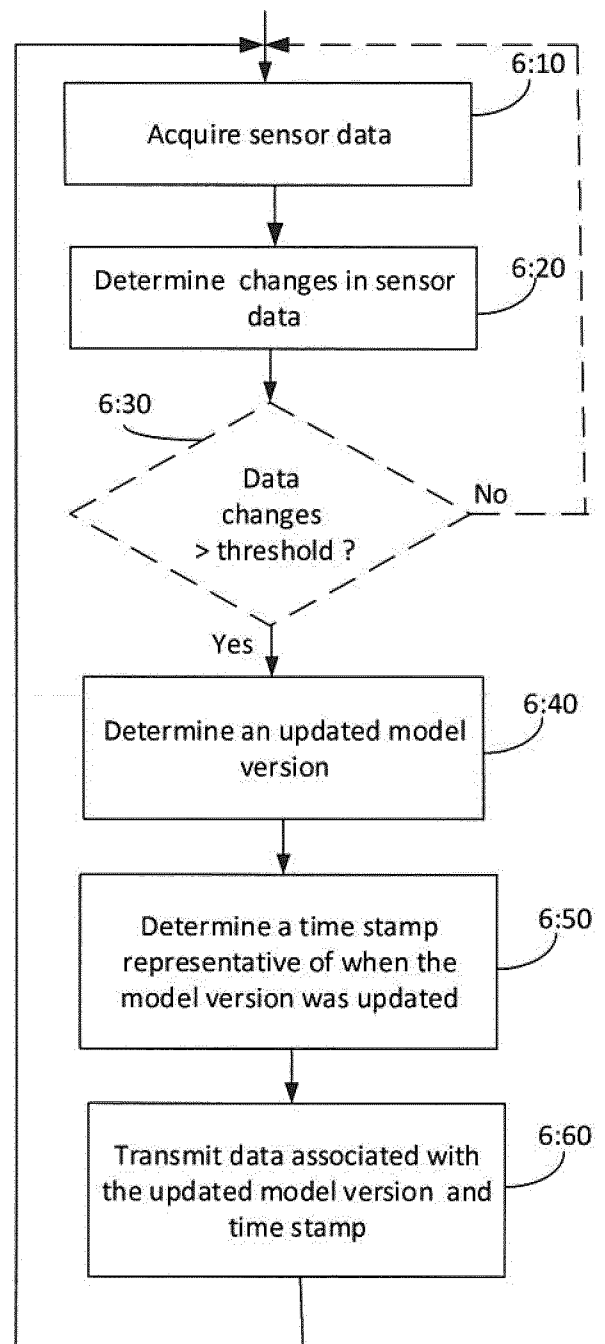 6:10
Acquire sensor data
6:20
Determine changes in sensor
data
6:30
Data
changes
> threshold ?
No
Yes
6:40
Determine an updated model
version
6:50
Determine a time stamp
representative of when the
model version was updated
6:60
Transmit data associated with
the updated model version and
time stamp